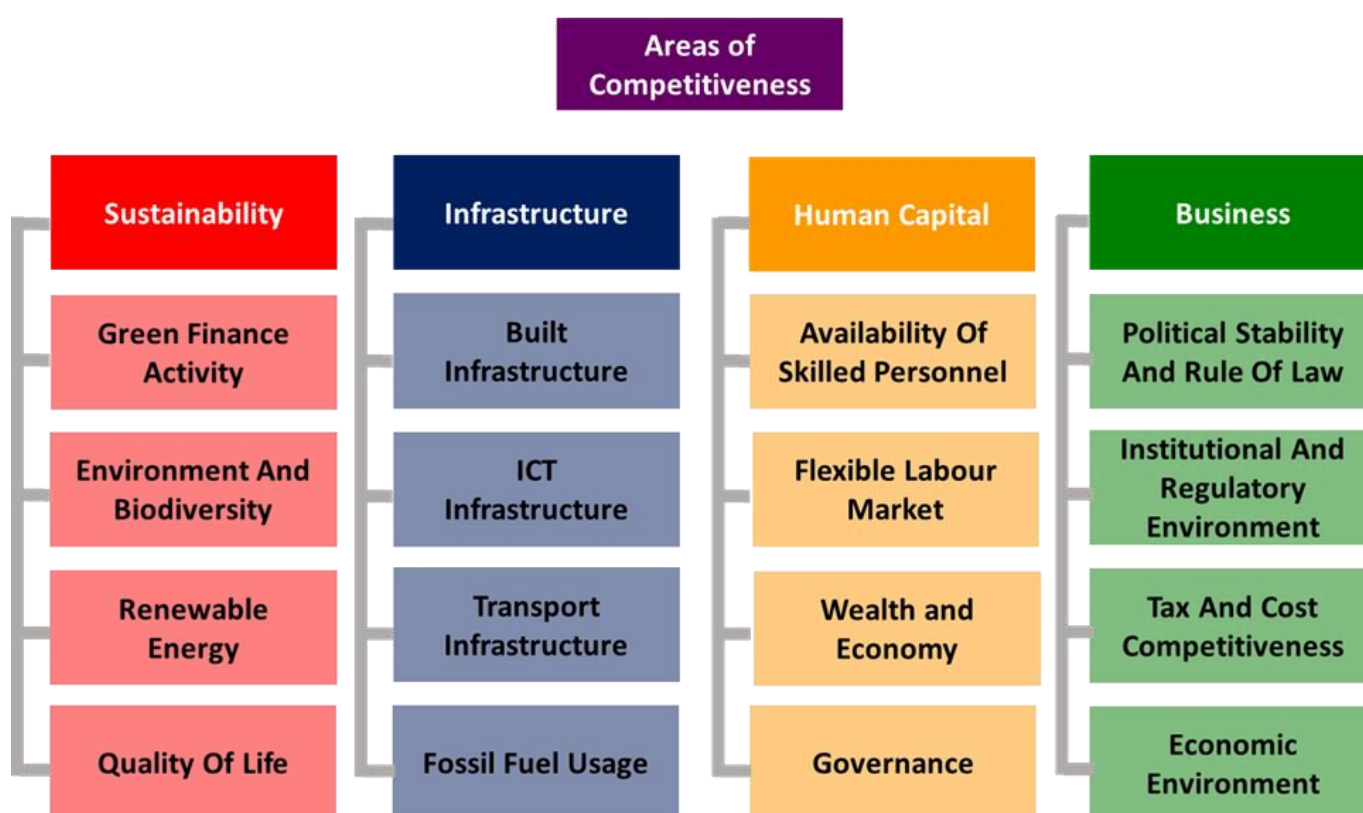 Areas of
Competitiveness
Sustainability
Green Finance
Activity
Environment And
Biodiversity
Renewable
Energy
Quality Of Life
Infrastructure
Built
Infrastructure
ICT
Infrastructure
Transport
Infrastructure
Fossil Fuel Usage
Human Capital
Availability Of
Skilled Personnel
Flexible Labour
Market
Wealth and
Economy
Governance
Business
Political Stability
And Rule Of Law
Institutional And
Regulatory
Environment
Tax And Cost
Competitiveness
Economic
Environment